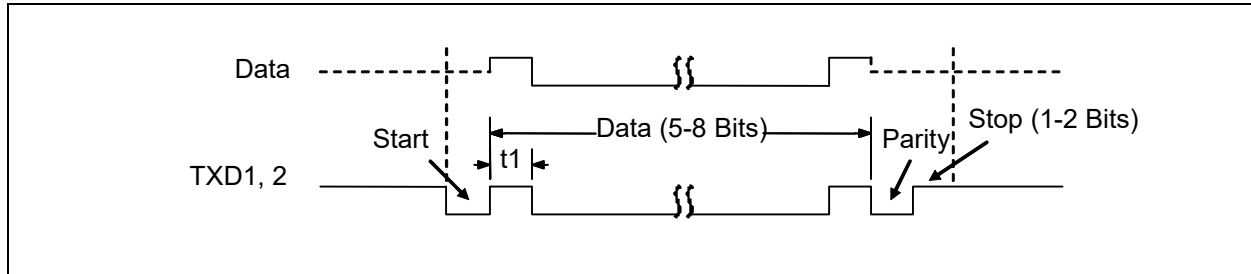 Data
Data (5-8 Bits)
Stop (1-2 Bits)
Start
Parity
t1
TXD1, 2